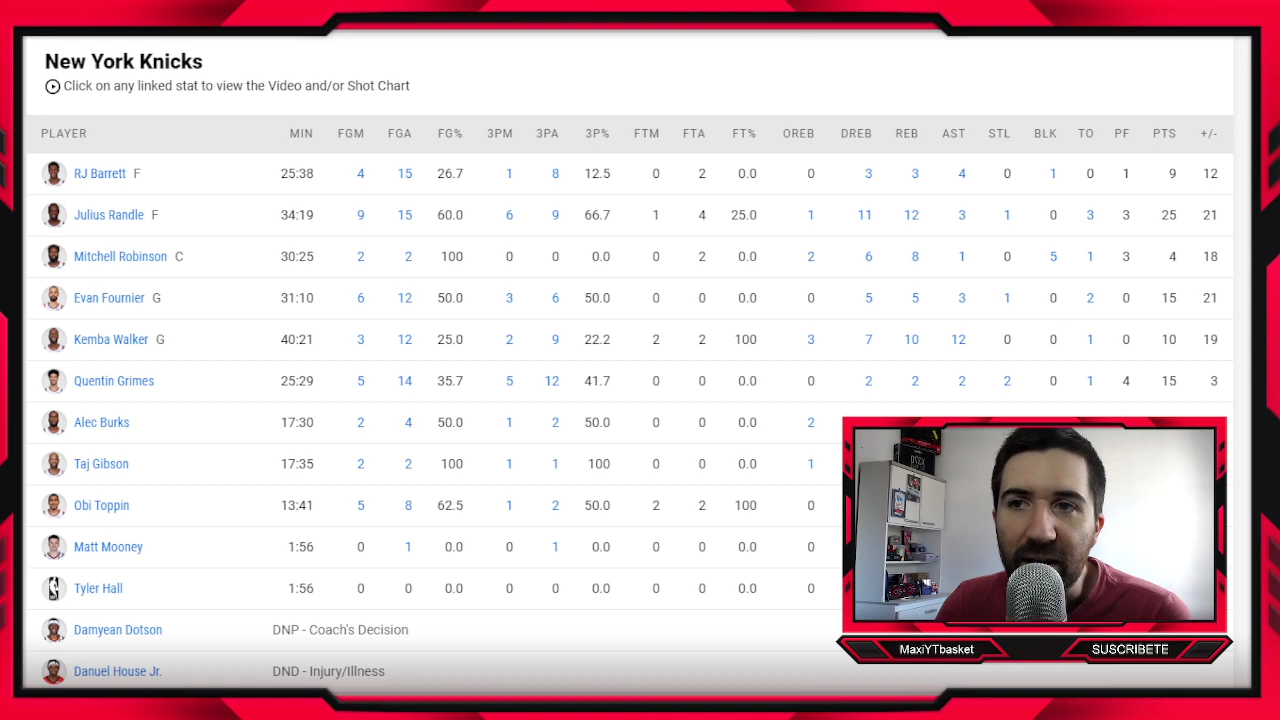 New York Knicks
Click on any linked stat to view the Video and/or Shot Chart
PLAYER MIN FGM FGA FG% 3PM 3PA 3P% FTM FTA FT% OREB DREB REB AST STL BLK TO PF PTS +/-
RJ Barrett F 25:38 4 15 26.7 1 8 12.5 0 2 0.0 0 3 3 4 0 1 0 1 9 12
Julius Randle F 34:19 9 15 60.0 6 9 66.7 1 4 25.0 1 11 12 3 1 0 3 3 25 21
Mitchell Robinson C 30:25 2 2 100 0 0 0.0 0 2 0.0 2 6 8 1 0 5 1 3 4 18
Evan Fournier G 31:10 6 12 50.0 3 6 50.0 0 0 0.0 0 5 5 3 1 0 2 0 15 21
Kemba Walker G 40:21 3 12 25.0 2 9 22.2 2 2 100 3 7 10 12 0 0 1 0 10 19
Quentin Grimes 25:29 5 14 35.7 5 12 41.7 0 0 0.0 0 2 2 2 2 0 1 4 15 3
Alec Burks 17:30 2 4 50.0 1 2 50.0 0 0 0.0 2
Taj Gibson 17:35 2 2 100 1 1 100 0 0 0.0 1
Obi Toppin 13:41 5 8 62.5 1 2 50.0 2 2 100 0
Matt Mooney 1:56 0 1 0.0 0 1 0.0 0 0 0.0 0
Tyler Hall 1:56 0 0 0.0 0 0 0.0 0 0 0.0 0
Damyean Dotson DNP - Coach's Decision
Danuel House Jr. DND - Injury/Illness
MaxiYTbasket SUSCRIBETE